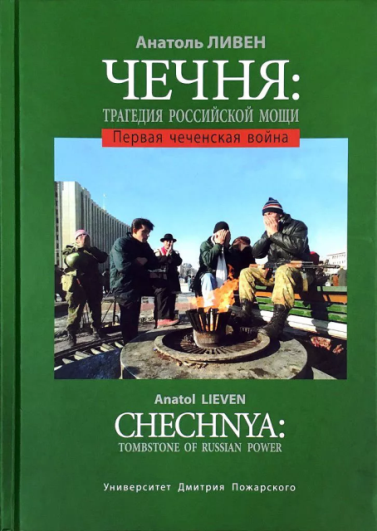 Анатоль ЛИВЕН
ЧЕЧНЯ:
ТРАГЕДИЯ РОССИЙСКОЙ МОЩИ
Первая чеченская война
Anatol LIEVEN
CHECHNYA:
TOMBSTONE OF RUSSIAN POWER
Университет Дмитрия Пожарского